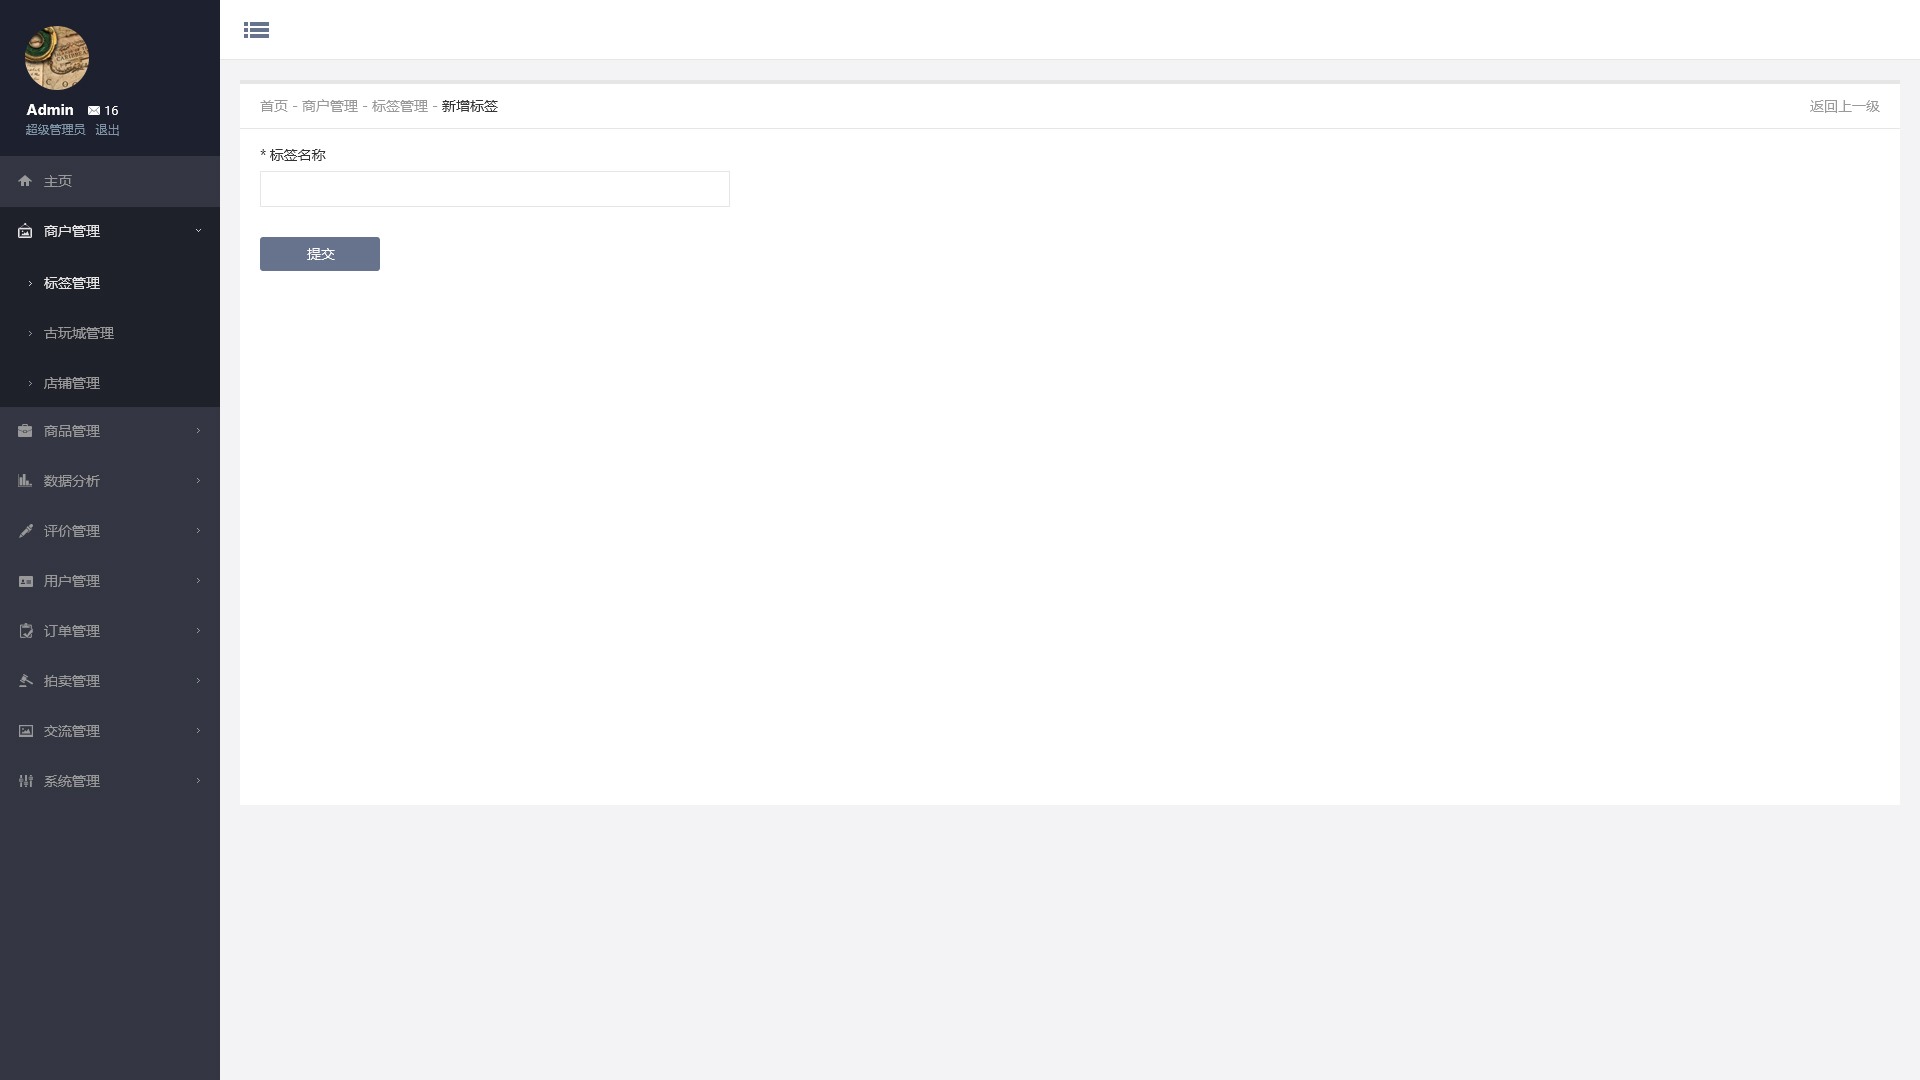 Admin 16
超级管理员 退出
主页
商户管理
标签管理
古玩城管理
店铺管理
商品管理
数据分析
评价管理
用户管理
订单管理
拍卖管理
交流管理
系统管理
首页 - 商户管理 - 标签管理 - 新增标签
返回上一级
* 标签名称
提交